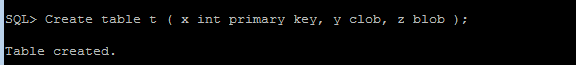 SQL> Create table t ( x int primary key, y clob, z blob );
Table created.